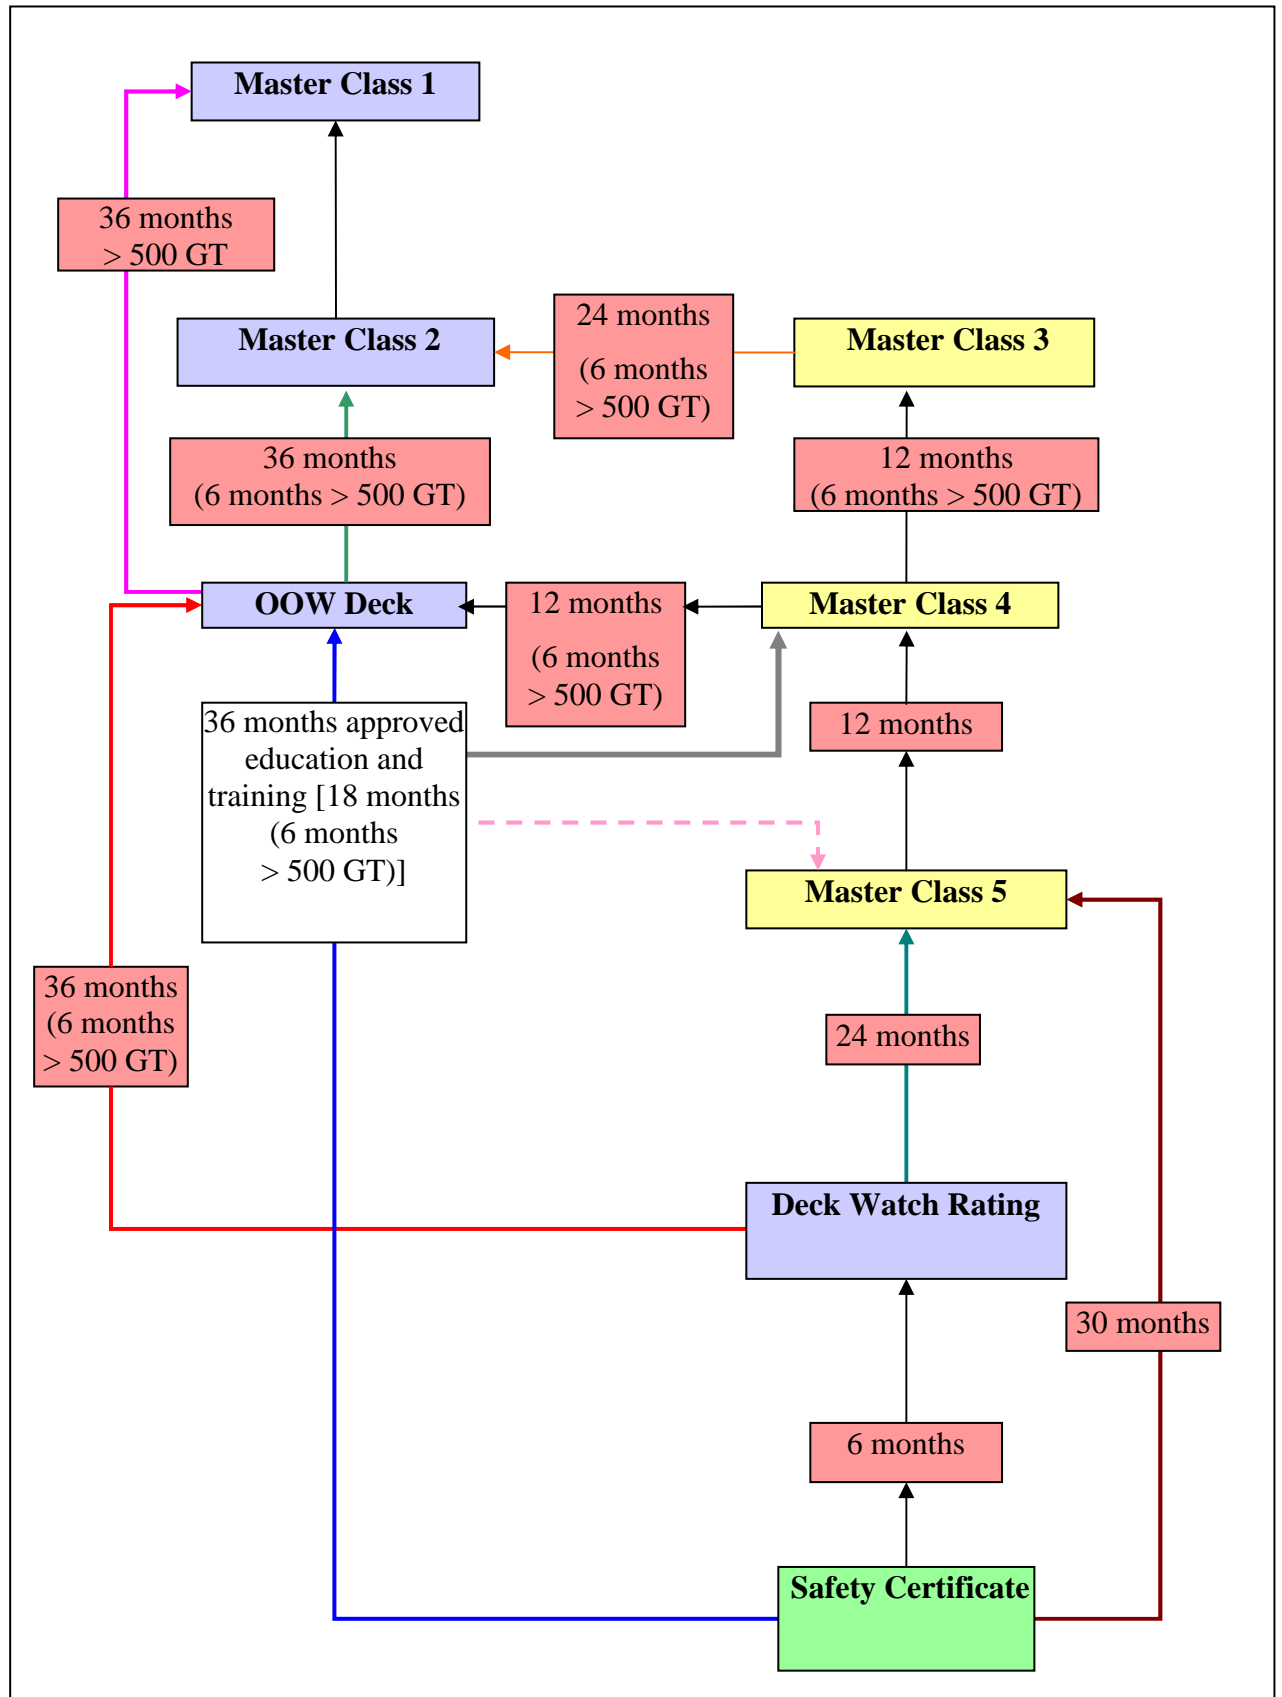 Master Class 1
36 months
> 500 GT
Master Class 2
24 months
(6 months
> 500 GT)
Master Class 3
36 months
(6 months > 500 GT)
12 months
(6 months > 500 GT)
OOW Deck
12 months
(6 months
> 500 GT)
Master Class 4
36 months approved
education and
training [18 months
(6 months
> 500 GT)]
12 months
Master Class 5
36 months
(6 months
> 500 GT)
24 months
Deck Watch Rating
30 months
6 months
Safety Certificate